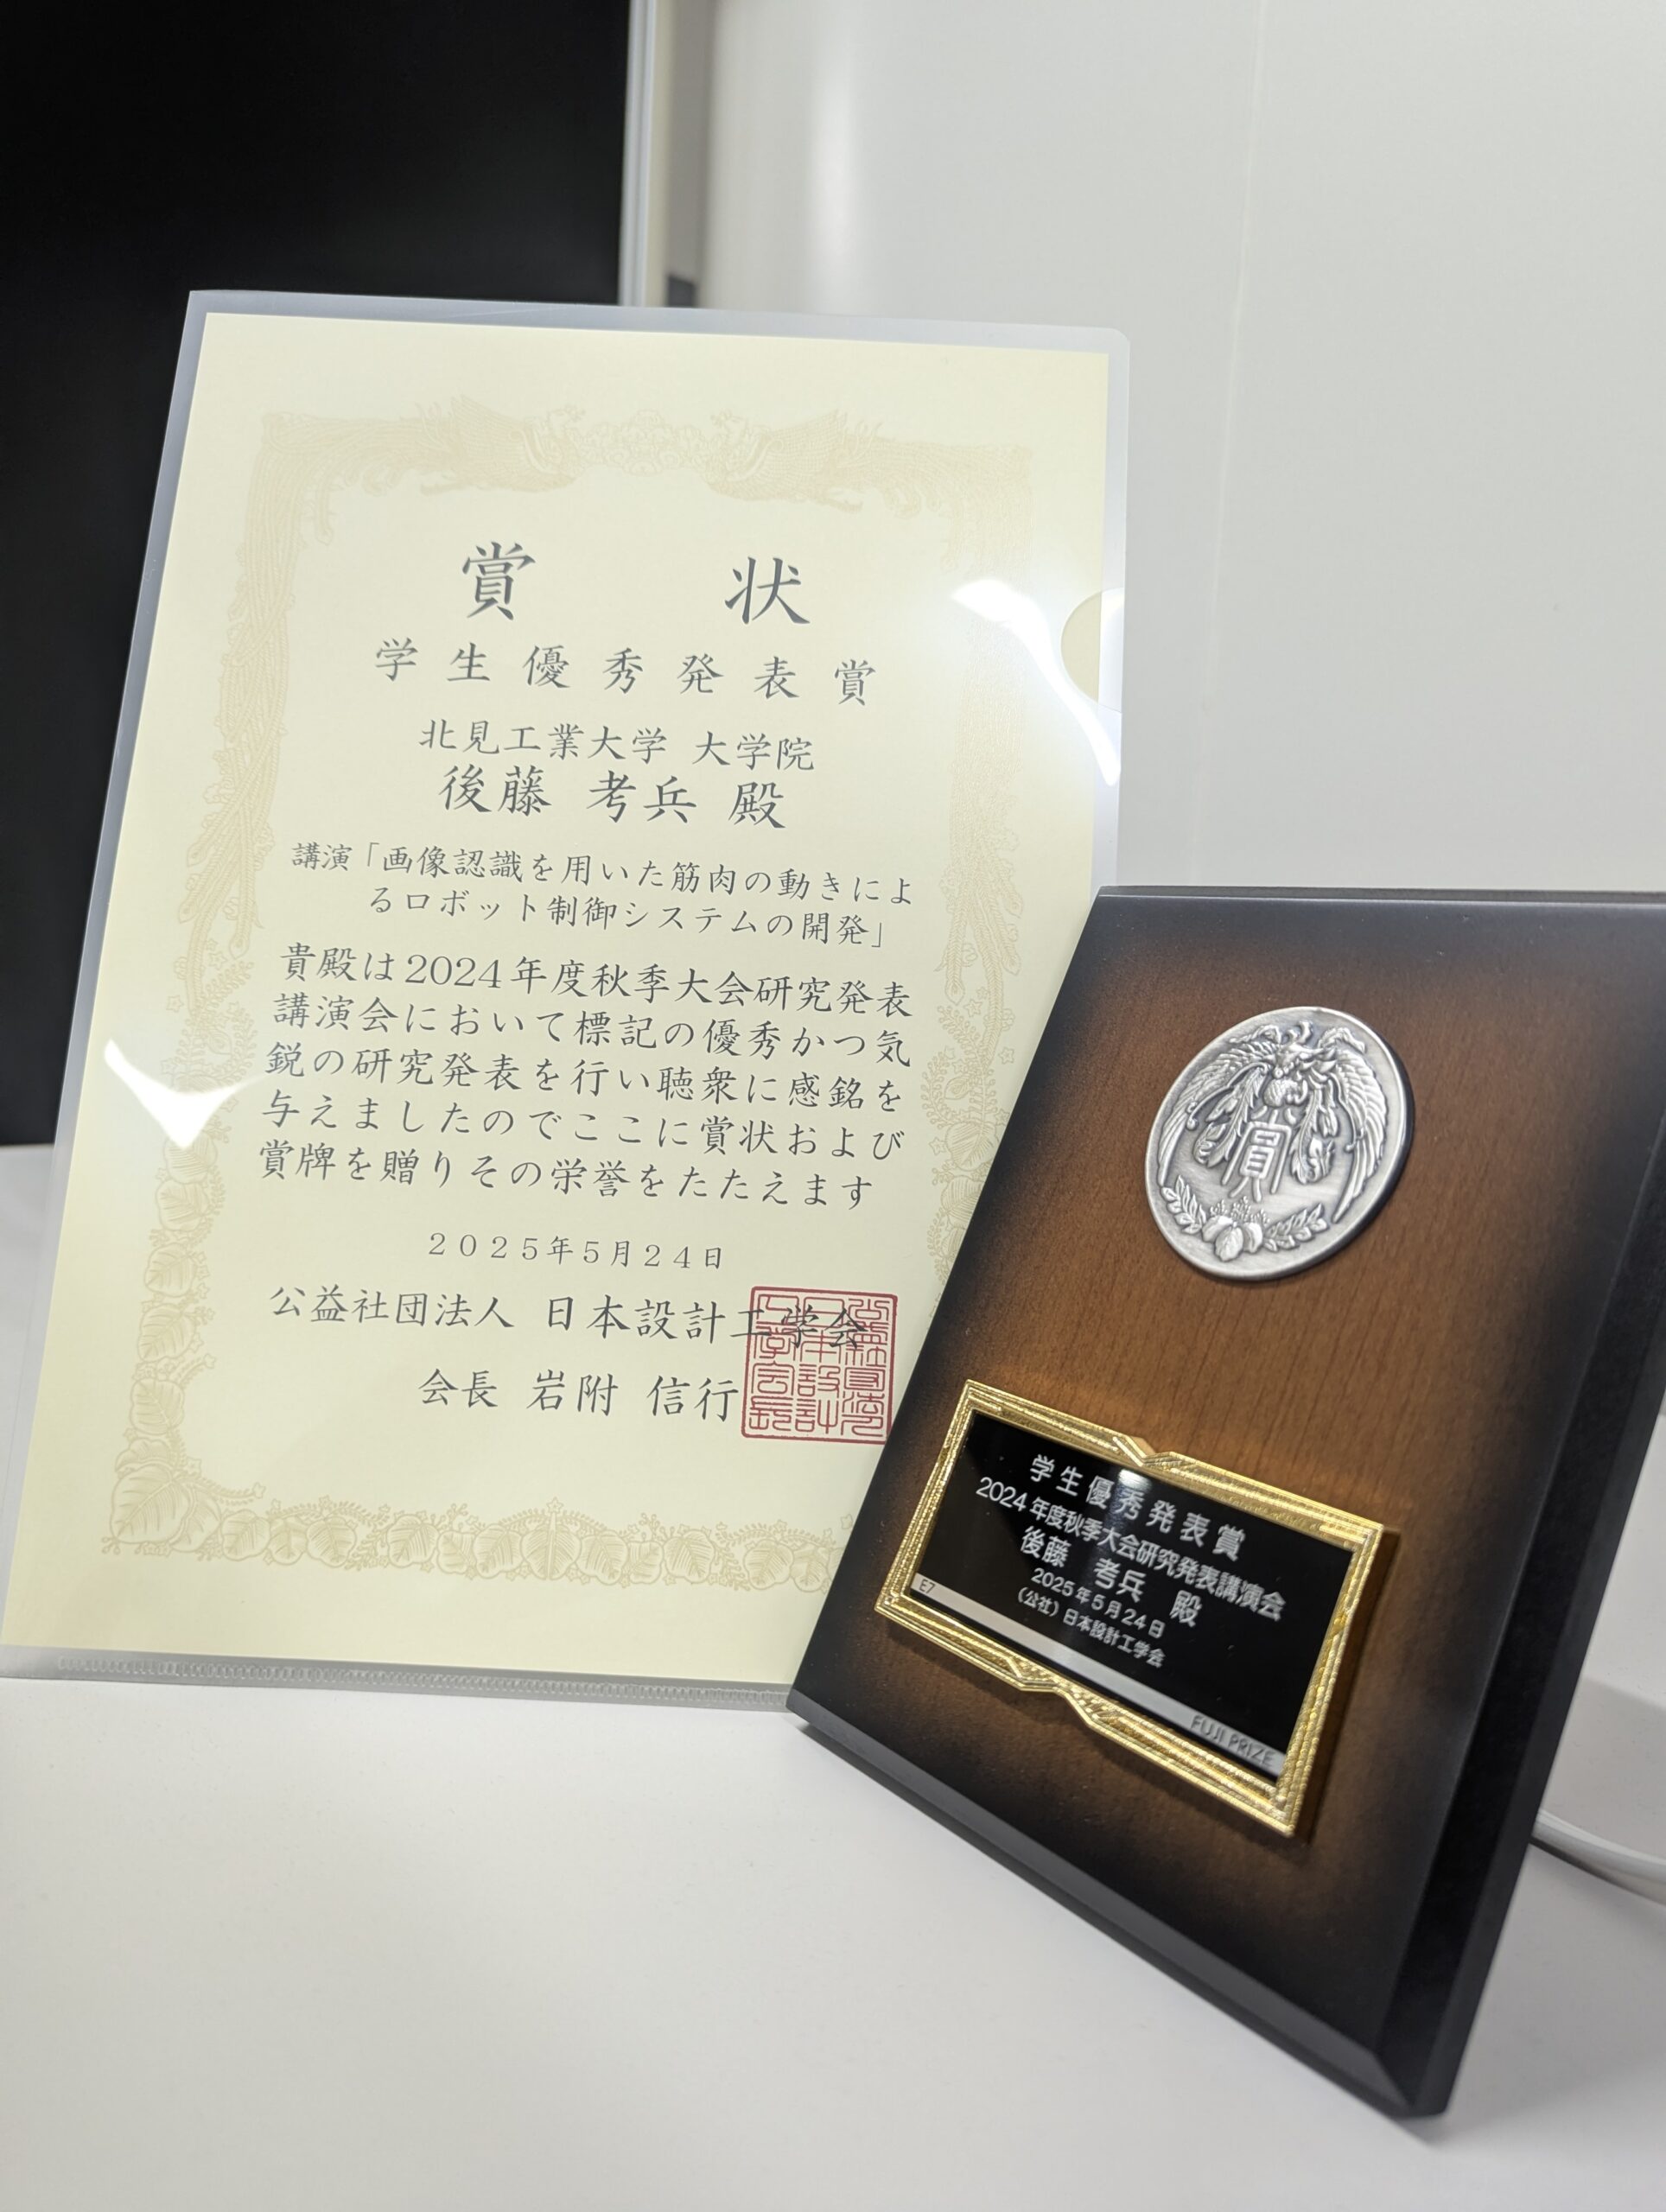 賞 状
学生優秀発表賞
北見工業大学 大学院
後藤 考兵 殿
講演「画像認識を用いた筋肉の動きによ
るロボット制御システムの開発」
貴殿は2024年度秋季大会研究発表
講演会において標記の優秀かつ気
鋭の研究発表を行い聴衆に感銘を
与えましたのでここに賞状および
賞牌を贈りその栄誉をたたえます
2025年5月24日
公益社団法人 日本設計工学会
会長 岩附 信行
賞
学生優秀発表賞
2024年度秋季大会研究発表講演会
後藤 考兵 殿
2025年5月24日
(公社)日本設計工学会
E7
FUJI PRIZE